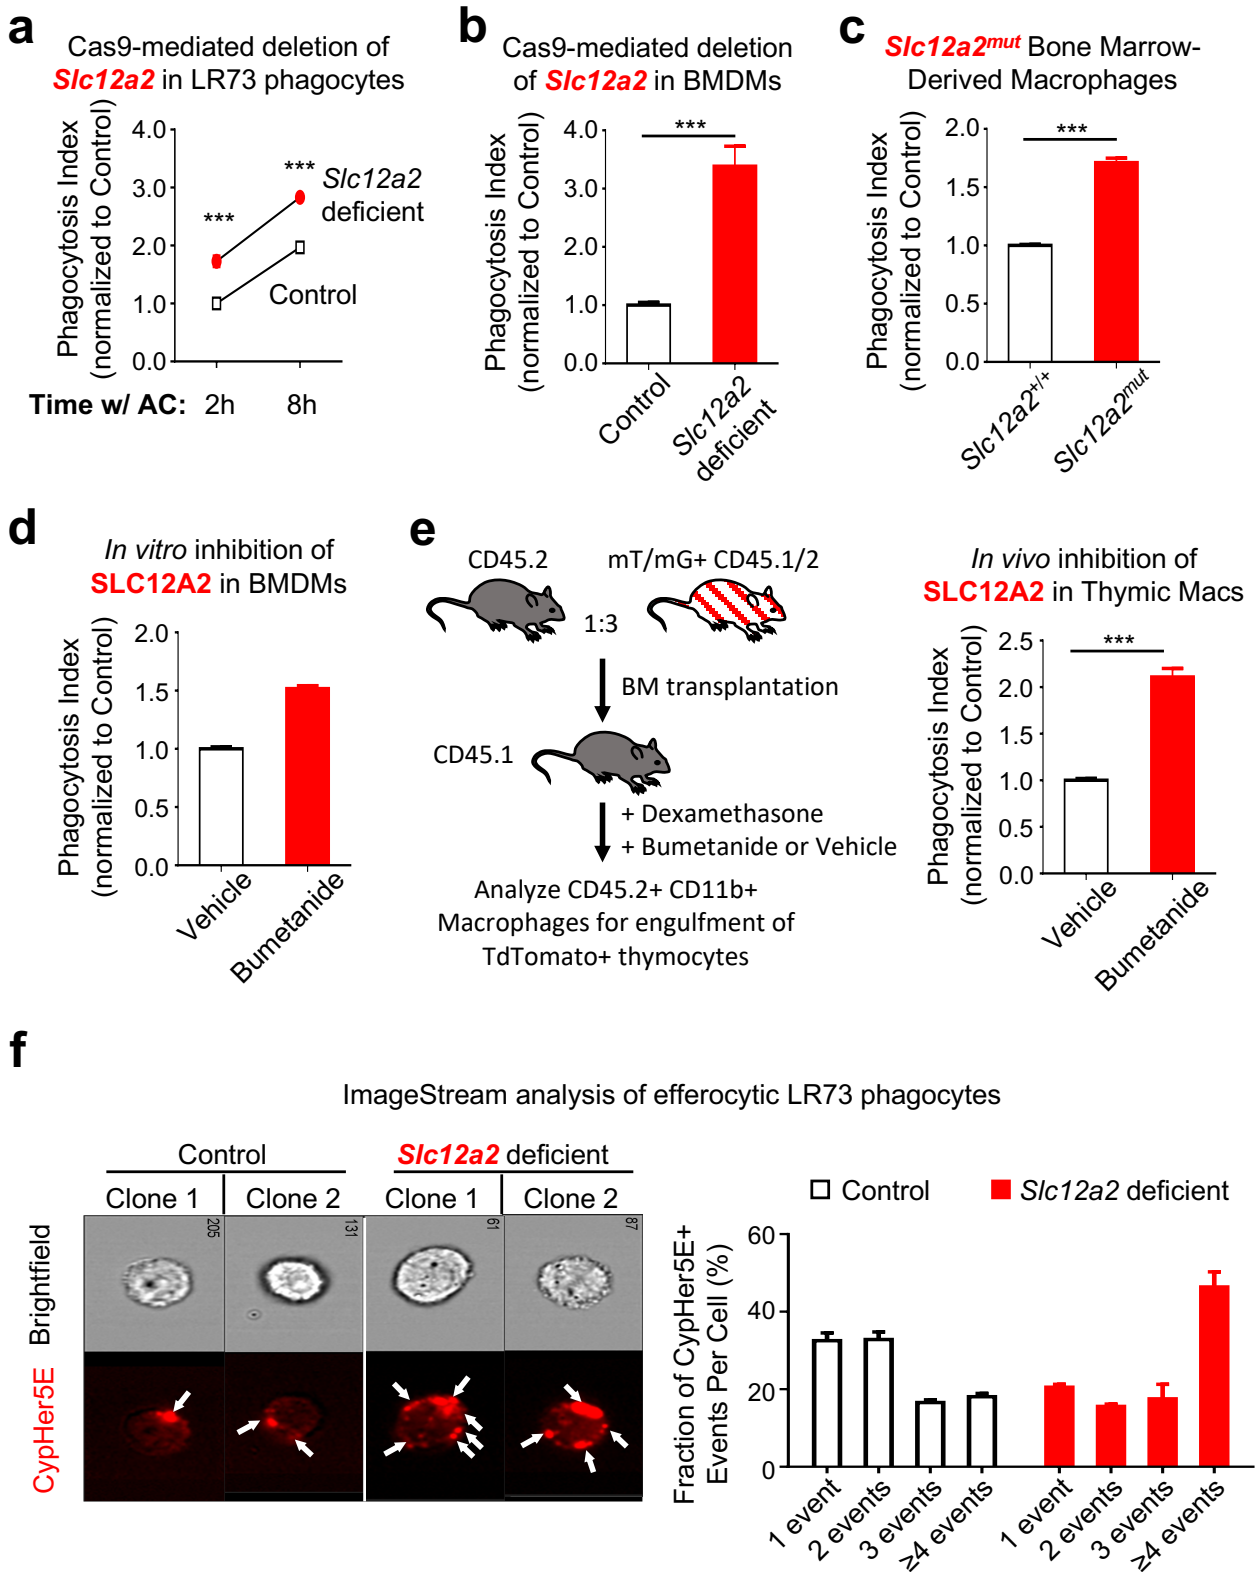 a
Cas9-mediated deletion of
Slc12a2 in LR73 phagocytes
Phagocytosis Index
(normalized to Control)
4.0
3.0
2.0
1.0
0.0
***
***
Slc12a2
deficient
Control
Time w/ AC: 2h 8h
b
Cas9-mediated deletion
of Slc12a2 in BMDMs
Phagocytosis Index
(normalized to Control)
4.0
3.0
2.0
1.0
0.0
***
Control
Slc12a2
deficient
c
Slc12a2mut Bone Marrow-
Derived Macrophages
Phagocytosis Index
(normalized to Control)
2.0
1.5
1.0
0.5
0.0
***
Slc12a2+/+
Slc12a2mut
d
In vitro inhibition of
SLC12A2 in BMDMs
Phagocytosis Index
(normalized to Control)
2.0
1.5
1.0
0.5
0.0
Vehicle
Bumetanide
e
CD45.2
mT/mG+ CD45.1/2
1:3
BM transplantation
CD45.1
+ Dexamethasone
+ Bumetanide or Vehicle
Analyze CD45.2+ CD11b+
Macrophages for engulfment of
TdTomato+ thymocytes
In vivo inhibition of
SLC12A2 in Thymic Macs
Phagocytosis Index
(normalized to Control)
2.5
2.0
1.5
1.0
0.5
0.0
***
Vehicle
Bumetanide
f
ImageStream analysis of efferocytic LR73 phagocytes
Control
Slc12a2 deficient
Clone 1
Clone 2
Clone 1
Clone 2
205
131
61
87
Brightfield
CypHer5E
Control
Slc12a2 deficient
Fraction of CypHer5E+
Events Per Cell (%)
60
40
20
0
1 event
2 events
3 events
≥4 events
1 event
2 events
3 events
≥4 events